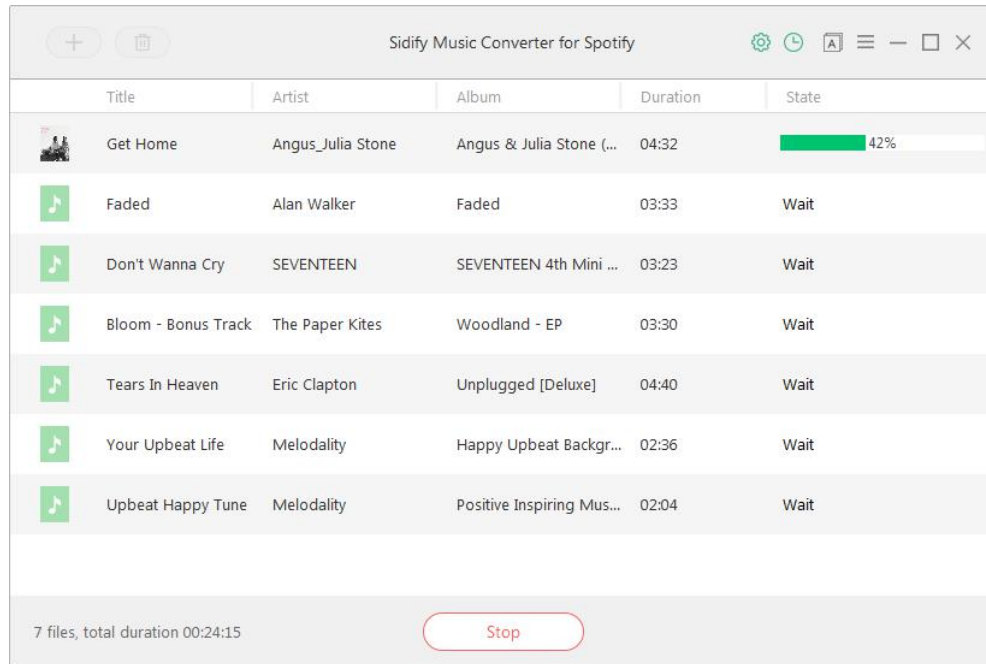 Sidify Music Converter for Spotify
Title Artist Album Duration State
Get Home Angus_Julia Stone Angus & Julia Stone (... 04:32 42%
Faded Alan Walker Faded 03:33 Wait
Don't Wanna Cry SEVENTEEN SEVENTEEN 4th Mini ... 03:23 Wait
Bloom - Bonus Track The Paper Kites Woodland - EP 03:30 Wait
Tears In Heaven Eric Clapton Unplugged [Deluxe] 04:40 Wait
Your Upbeat Life Melodality Happy Upbeat Backgr... 02:36 Wait
Upbeat Happy Tune Melodality Positive Inspiring Mus... 02:04 Wait
7 files, total duration 00:24:15 Stop